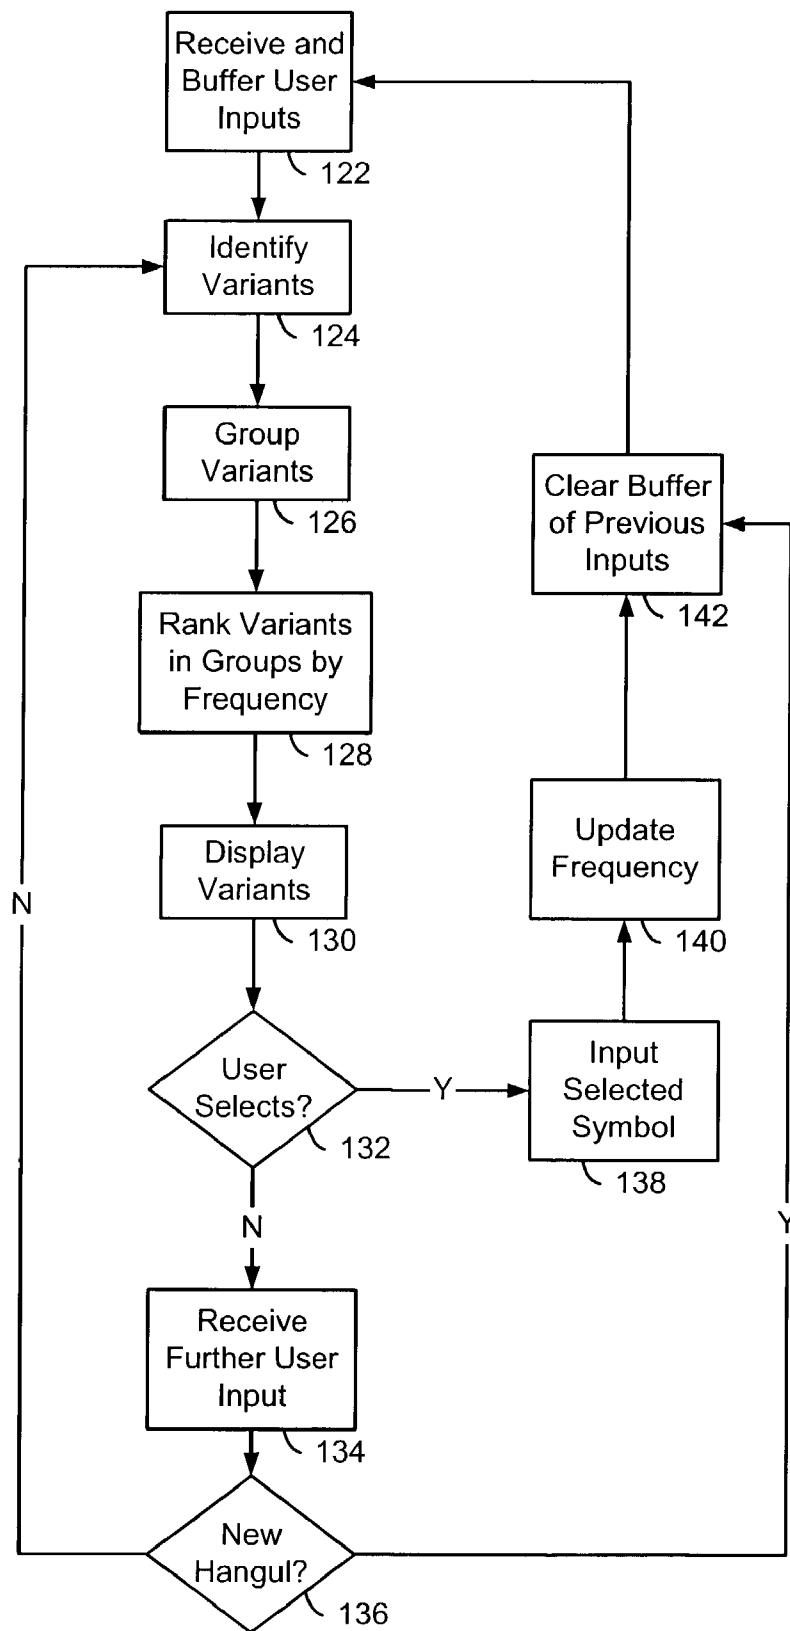 Receive and
Buffer User
Inputs
122
Identify
Variants
124
Group
Variants
126
Clear Buffer
of Previous
Inputs
142
Rank Variants
in Groups by
Frequency
128
Update
Frequency
140
Display
Variants
130
N
User
Selects?
132
Y
Input
Selected
Symbol
138
N
Y
Receive
Further User
Input
134
New
Hangul?
136